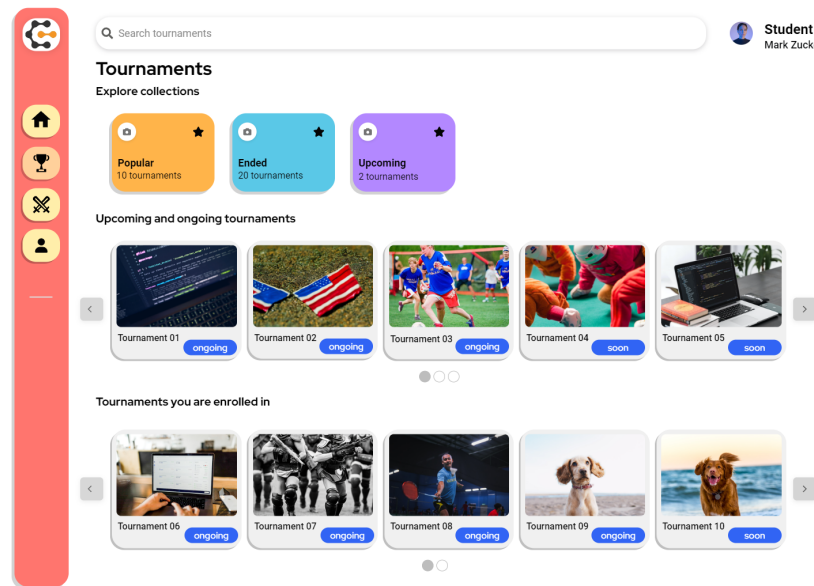 Search tournaments
Student
Mark Zuck
Tournaments
Explore collections
Popular
10 tournaments
Ended
20 tournaments
Upcoming
2 tournaments
Upcoming and ongoing tournaments
Tournament 01
ongoing
Tournament 02
ongoing
Tournament 03
ongoing
Tournament 04
soon
Tournament 05
soon
Tournaments you are enrolled in
Tournament 06
ongoing
Tournament 07
ongoing
Tournament 08
ongoing
Tournament 09
ongoing
Tournament 10
soon